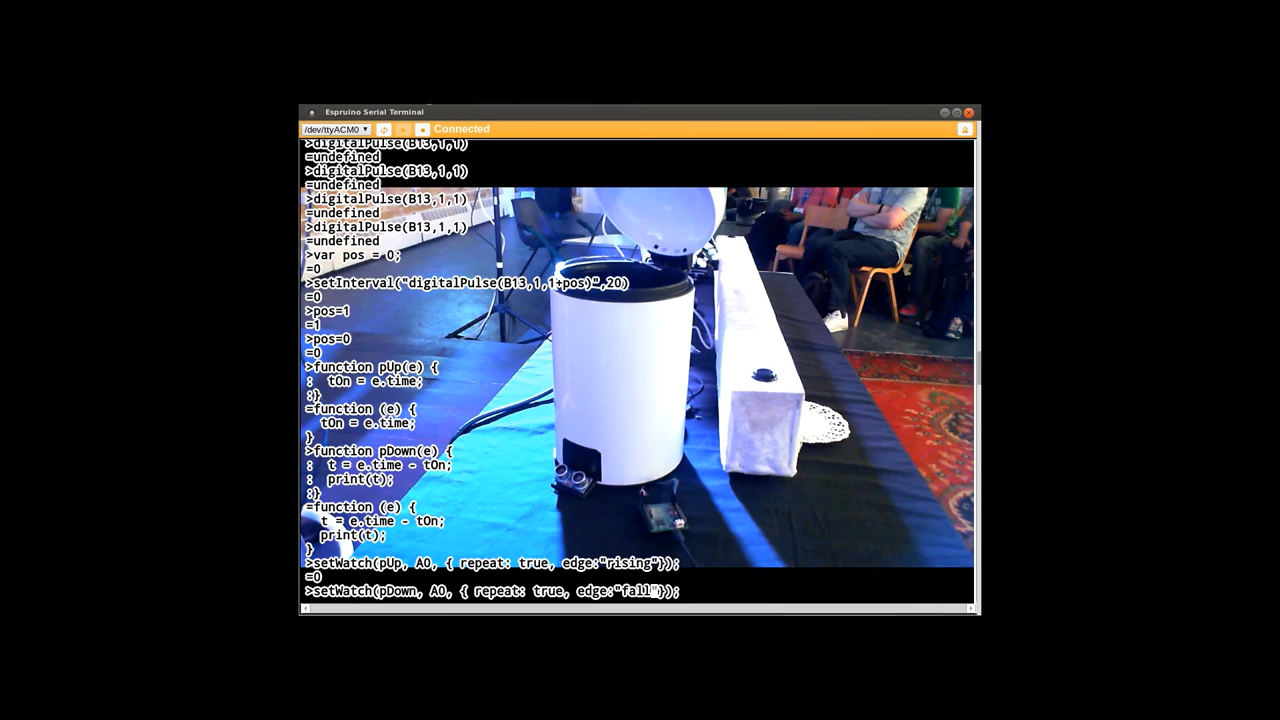 Espruino Serial Terminal
/dev/ttyACM0 Connected
>digitalPulse(B13,1,1)
=undefined
>digitalPulse(B13,1,1)
=undefined
>digitalPulse(B13,1,1)
=undefined
>digitalPulse(B13,1,1)
=undefined
>var pos = 0;
=0
>setInterval("digitalPulse(B13,1,1+pos)",20)
=0
>pos=1
=1
>pos=0
=0
>function pUp(e) {
:  tOn = e.time;
:}
=function (e) {
  tOn = e.time;
}
>function pDown(e) {
:  t = e.time - tOn;
:  print(t);
:}
=function (e) {
  t = e.time - tOn;
  print(t);
}
>setWatch(pUp, A0, { repeat: true, edge:"rising"});
=0
>setWatch(pDown, A0, { repeat: true, edge:"fall"});